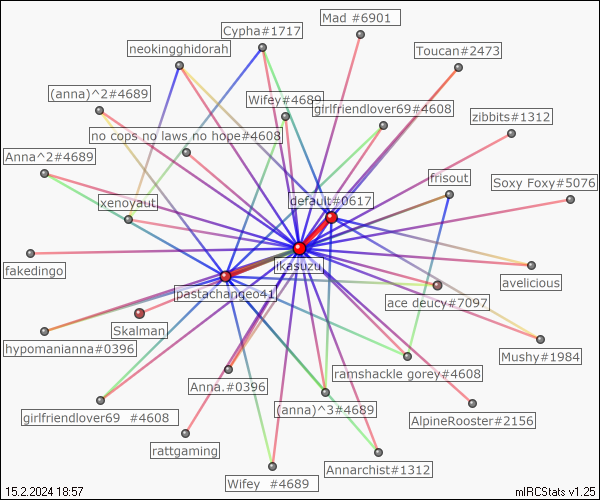 Mad #6901
Cypha#1717
neokingghidorah
Toucan#2473
(anna)^2#4689
Wifey#4689
girlfriendlover69#4608
zibbits#1312
no cops no laws no hope#4608
Anna^2#4689
frisout
Soxy Foxy#5076
xenoyaut
default#0617
ikasuzu
fakedingo
avelicious
pastachangeo41
ace deucy#7097
Skalman
hypomanianna#0396
Mushy#1984
ramshackle gorey#4608
Anna.#0396
(anna)^3#4689
girlfriendlover69  #4608
AlpineRooster#2156
rattgaming
Annarchist#1312
Wifey  #4689
15.2.2024 18:57
mIRCStats v1.25